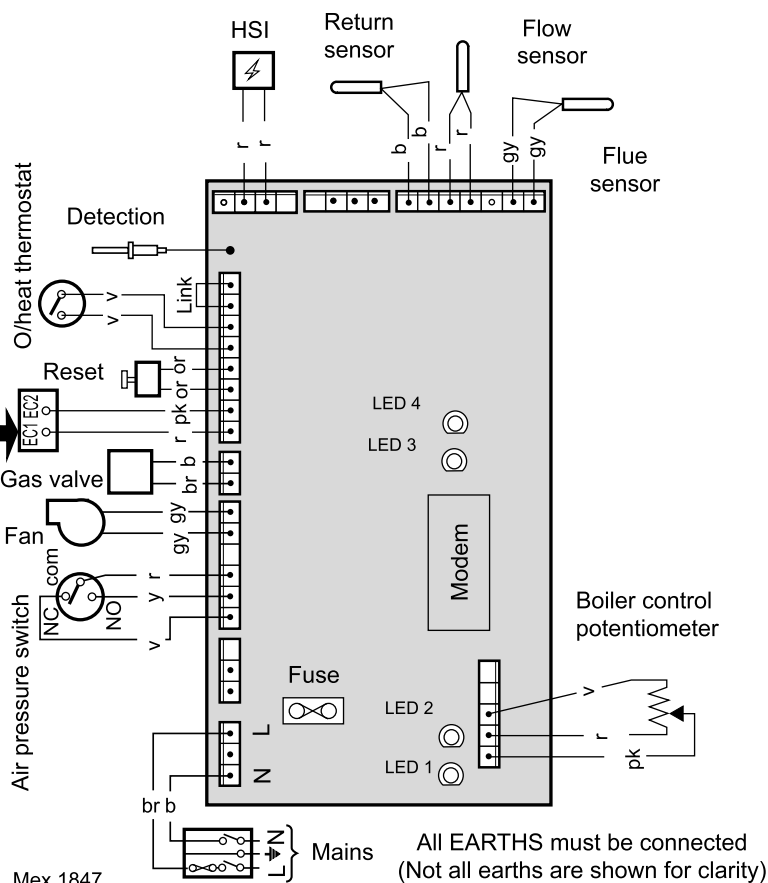 HSI
Return
sensor
Flow
sensor
r
r
b
b
r
r
gy
gy
Flue
sensor
Detection
O/heat thermostat
v
v
Link
Reset
or
or
EC1 EC2
pk
r
Gas valve
b
br
Fan
gy
gy
Air pressure switch
com
NC
NO
r
y
v
LED 4
LED 3
Modem
Boiler control
potentiometer
Fuse
LED 2
LED 1
v
r
pk
L
N
br b
N
L
Mains
All EARTHS must be connected
(Not all earths are shown for clarity)
Mex 1847